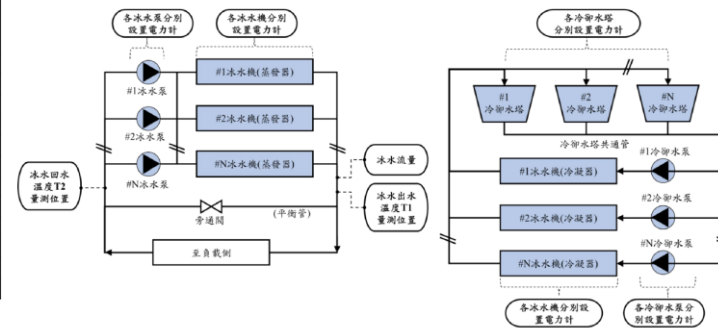 各冰水泵分別
設置電力計
各冰水機分別
設置電力計
#1冰水泵
#1冰水機(蒸發器)
#2冰水泵
#2冰水機(蒸發器)
#N冰水泵
#N冰水機(蒸發器)
冰水回水
溫度T2
量測位置
冰水流量
冰水出水
溫度T1
量測位置
旁通閥
(平衡管)
至負載側
各冷卻水塔
分別設置電力計
#1
冷卻水塔
#2
冷卻水塔
#N
冷卻水塔
冷卻水塔共通管
#1冷卻水泵
#1冰水機(冷凝器)
#2冷卻水泵
#2冰水機(冷凝器)
#N冷卻水泵
#N冰水機(冷凝器)
各冰水機分別設
置電力計
各冷卻水泵分
別設置電力計